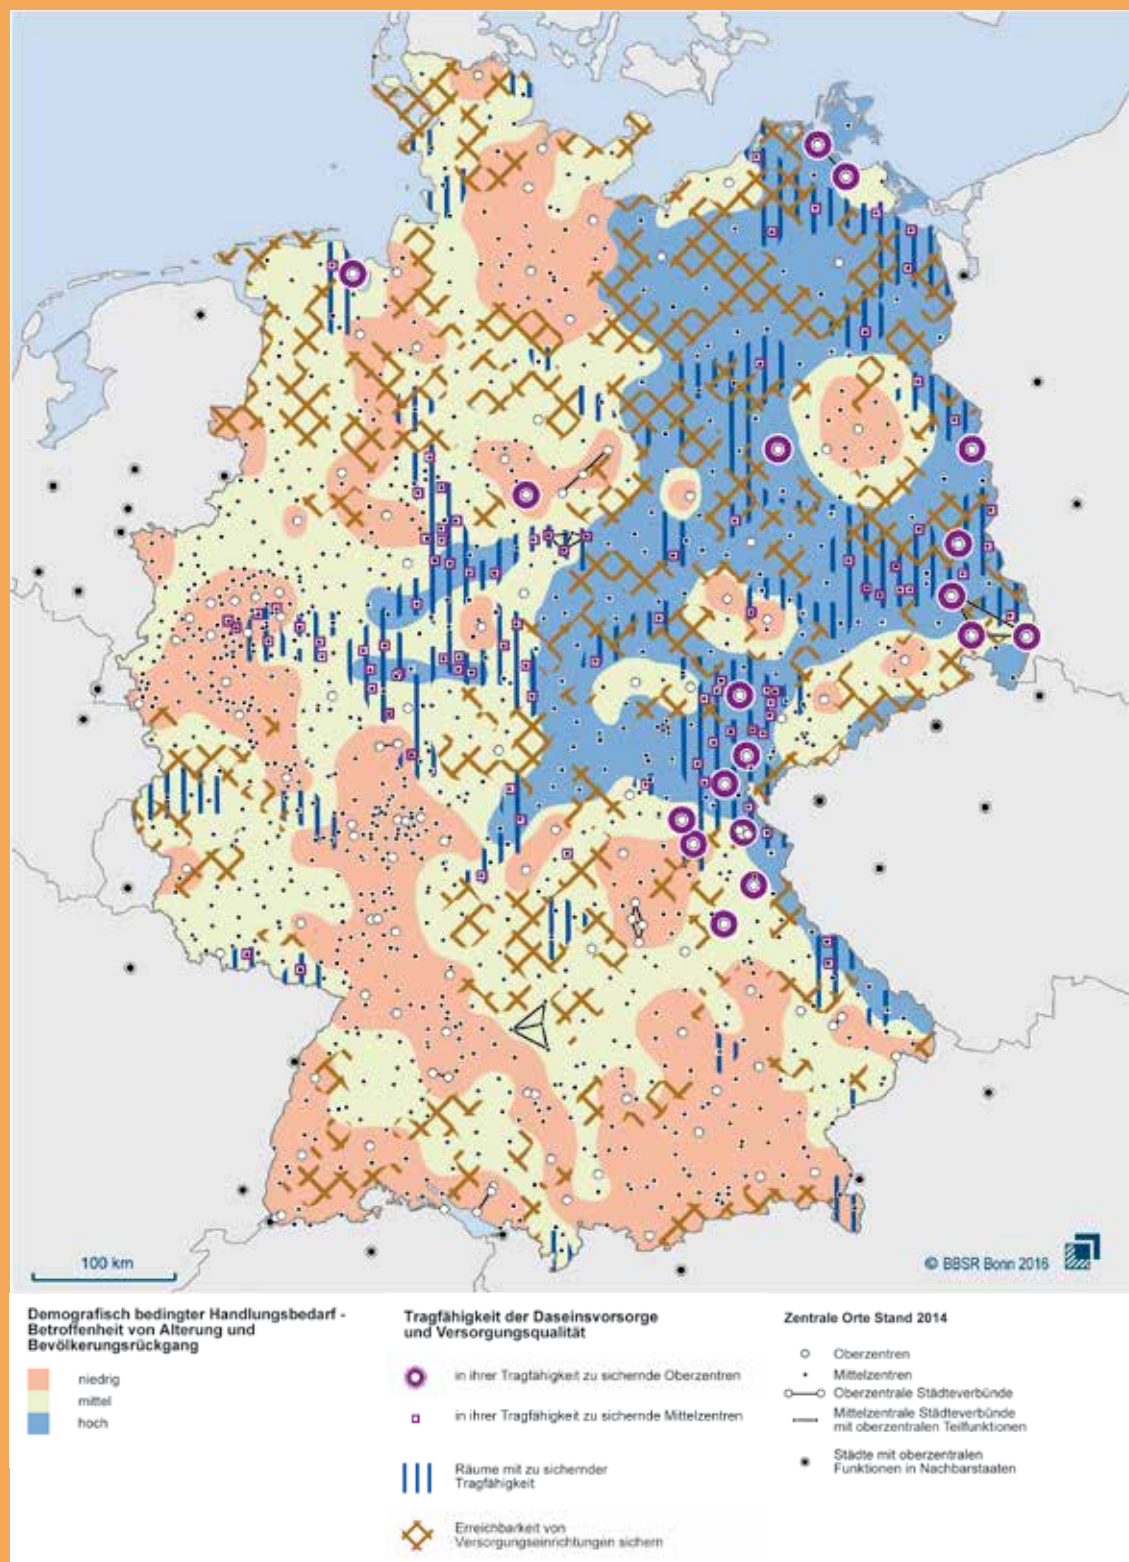 100 km
© BBSR Bonn 2016
Demografisch bedingter Handlungsbedarf -
Betroffenheit von Alterung und
Bevölkerungsrückgang
niedrig
mittel
hoch
Tragfähigkeit der Daseinsvorsorge
und Versorgungsqualität
in ihrer Tragfähigkeit zu sichernde Oberzentren
in ihrer Tragfähigkeit zu sichernde Mittelzentren
Räume mit zu sichernder
Tragfähigkeit
Erreichbarkeit von
Versorgungseinrichtungen sichern
Zentrale Orte Stand 2014
Oberzentren
Mittelzentren
Oberzentrale Städteverbünde
Mittelzentrale Städteverbünde
mit oberzentralen Teilfunktionen
Städte mit oberzentralen
Funktionen in Nachbarstaaten